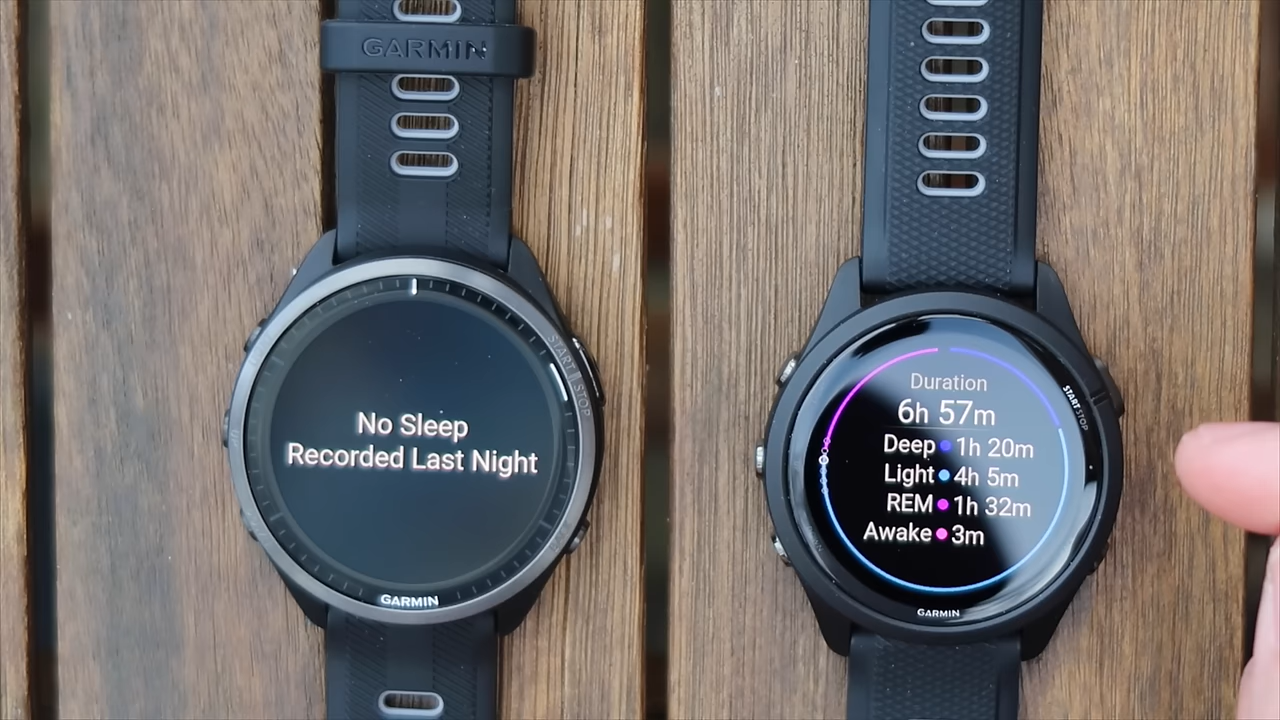 GARMIN
START STOP
No Sleep
Recorded Last Night
GARMIN
Duration
6h 57m
Deep 1h 20m
Light 4h 5m
REM 1h 32m
Awake 3m
START STOP
GARMIN